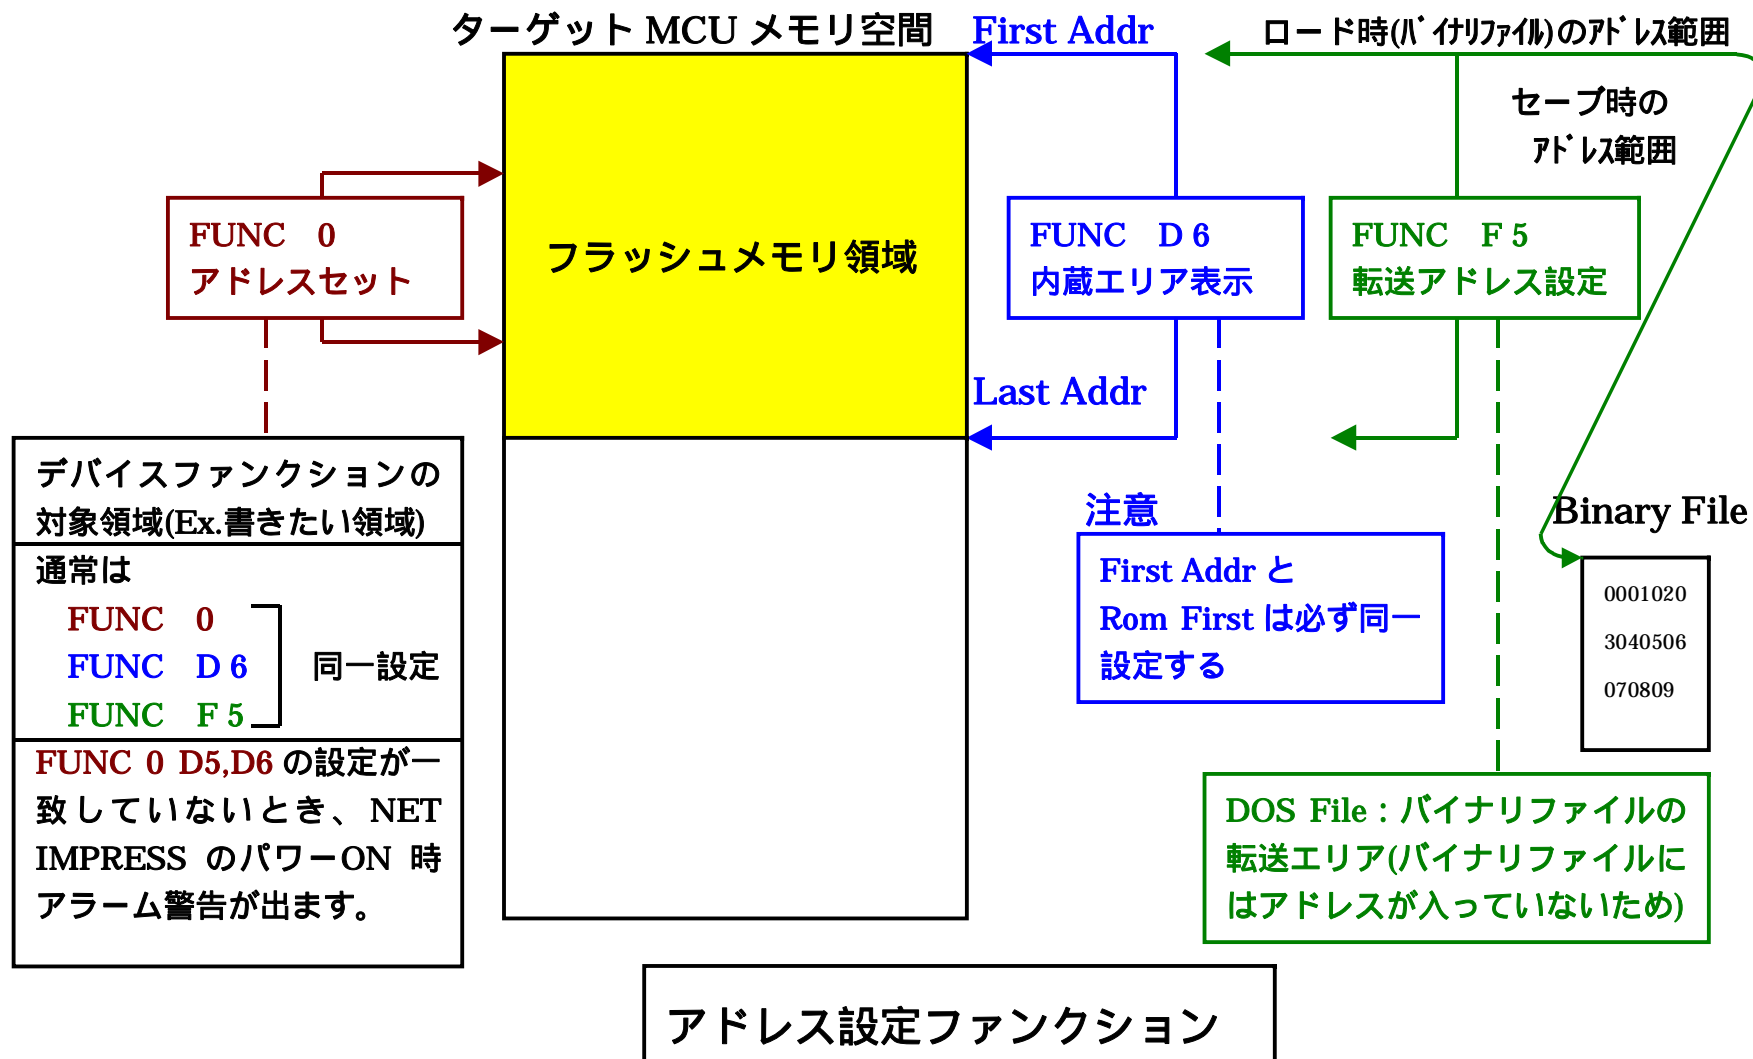 ターゲット MCU メモリ空間
First Addr
ロード時(ﾊﾞｲﾅﾘﾌｧｲﾙ)のｱﾄﾞﾚｽ範囲
セーブ時の
ｱﾄﾞﾚｽ範囲
FUNC 0
アドレスセット
フラッシュメモリ領域
FUNC D 6
内蔵エリア表示
FUNC F 5
転送アドレス設定
Last Addr
デバイスファンクションの
対象領域(Ex.書きたい領域)
通常は
FUNC 0
FUNC D 6
FUNC F 5
同一設定
FUNC 0 D5,D6 の設定が一
致していないとき、NET
IMPRESS のパワーON 時
アラーム警告が出ます。
注意
First Addr と
Rom First は必ず同一
設定する
Binary File
0001020
3040506
070809
DOS File：バイナリファイルの
転送エリア(バイナリファイルに
はアドレスが入っていないため)
アドレス設定ファンクション